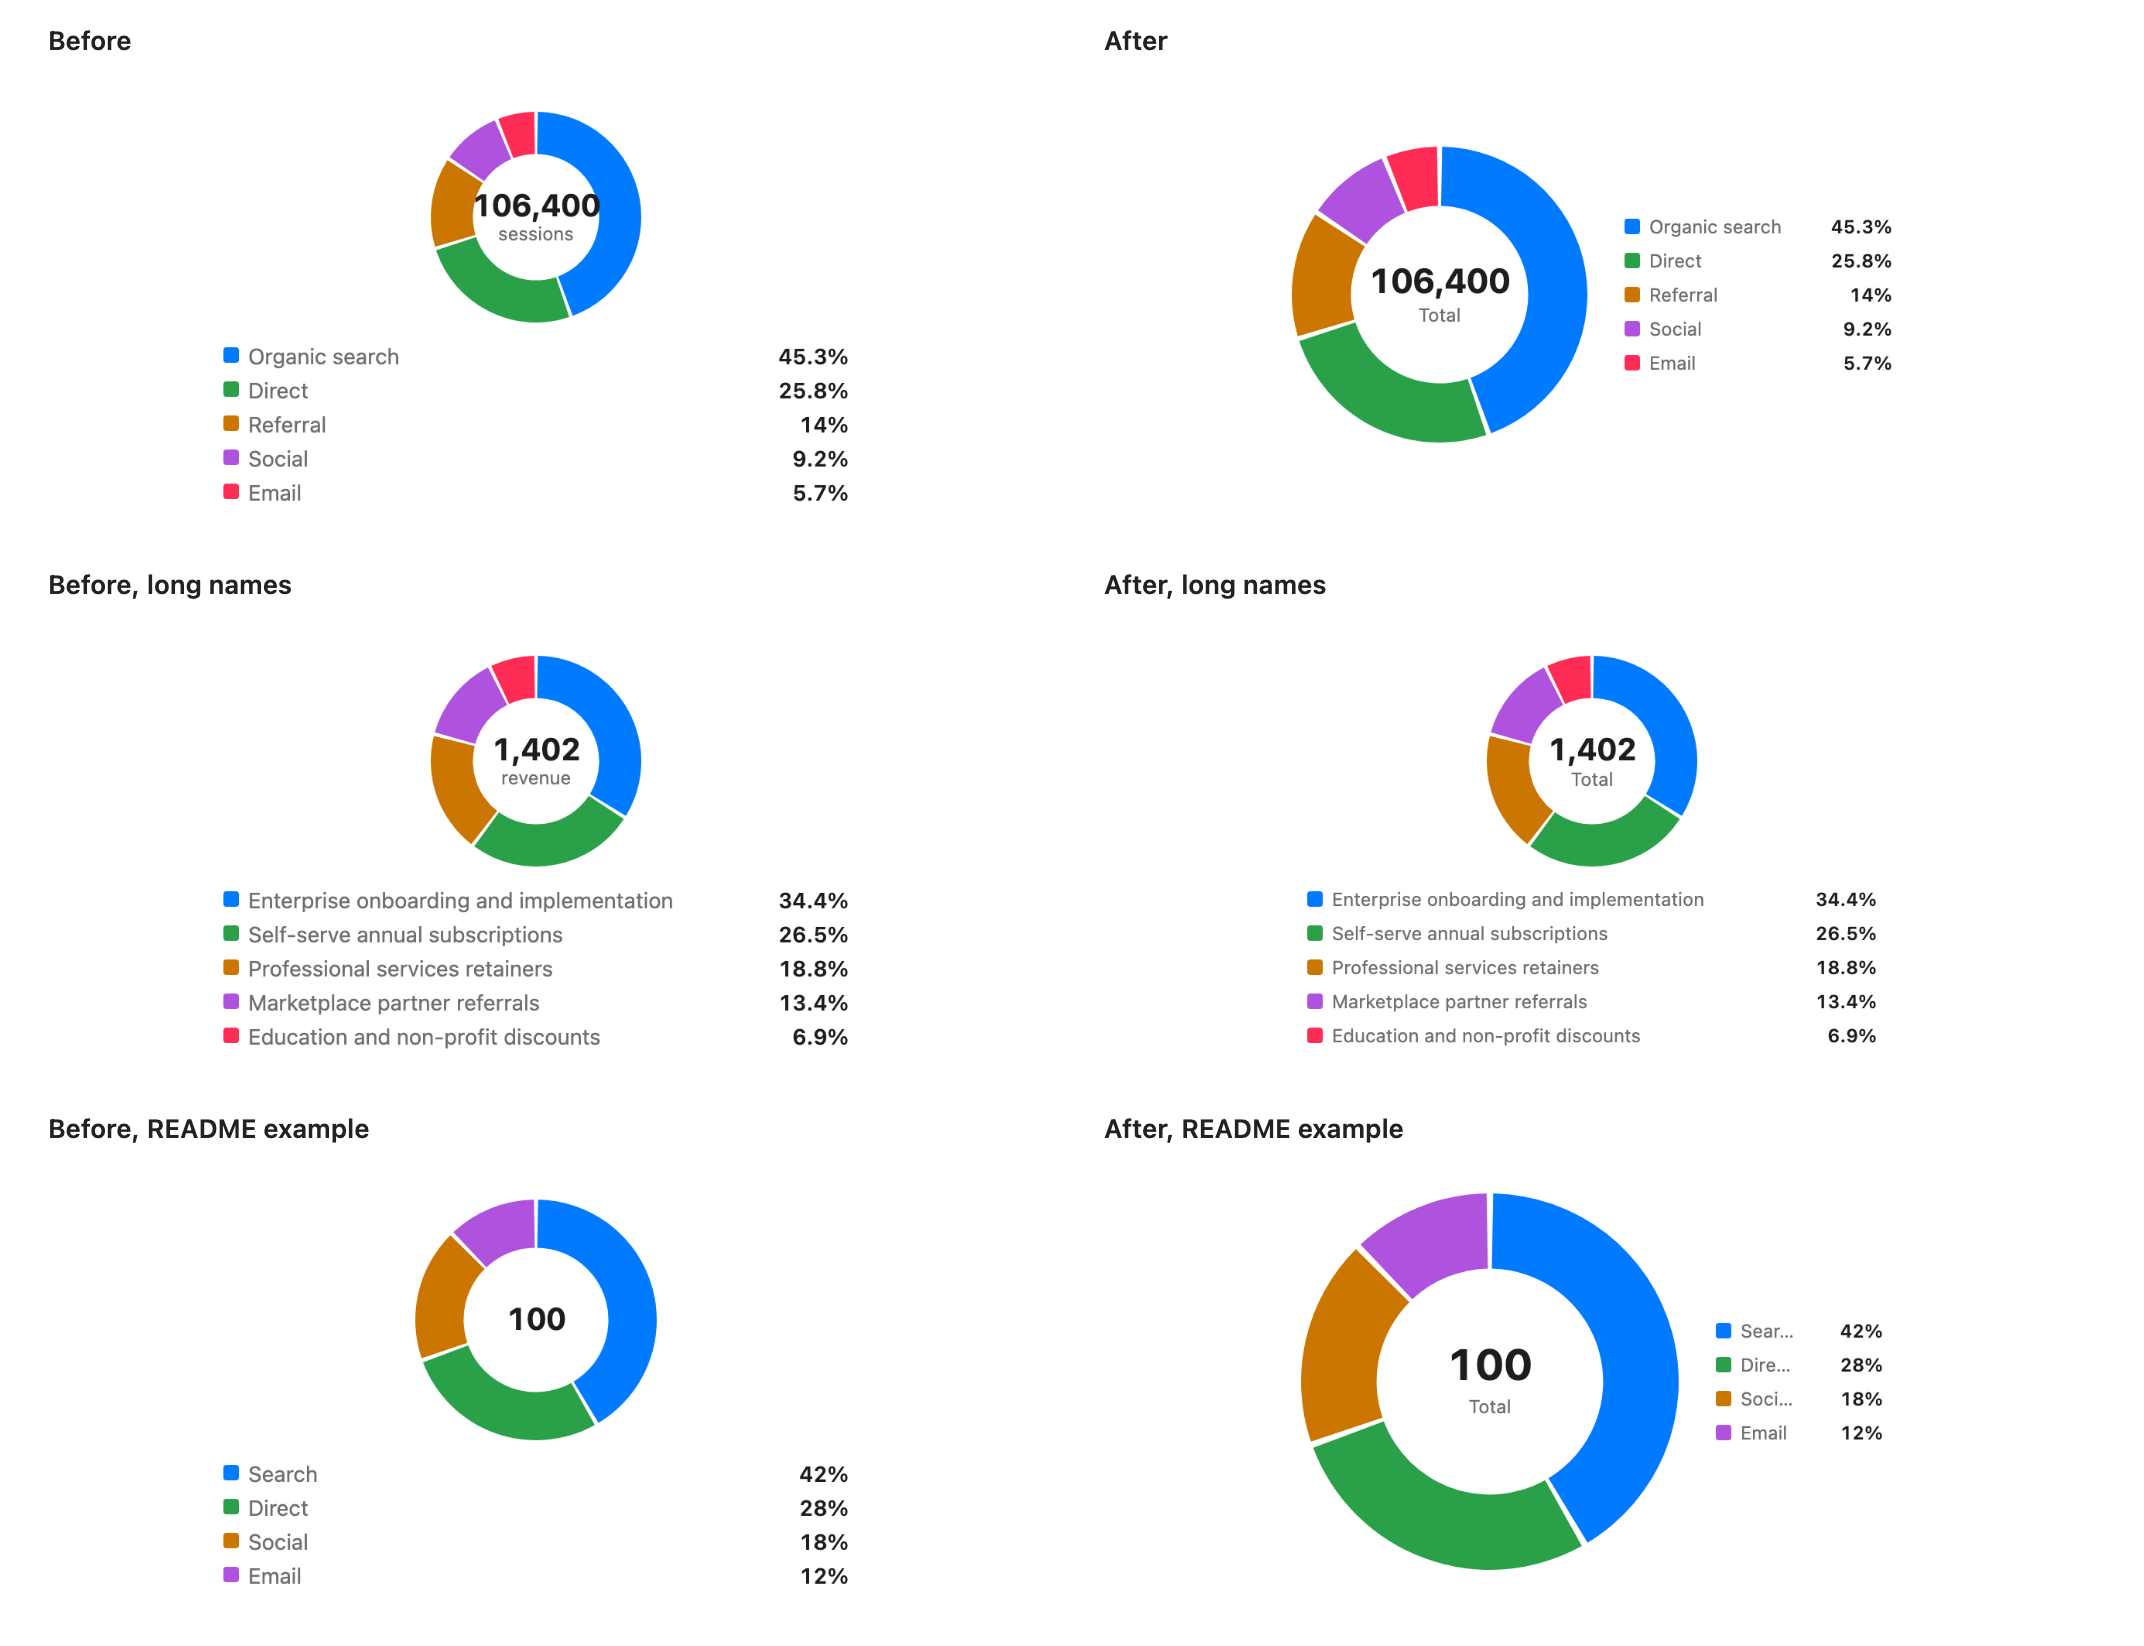 Before
106,400
sessions
Organic search 45.3%
Direct 25.8%
Referral 14%
Social 9.2%
Email 5.7%
After
106,400
Total
Organic search 45.3%
Direct 25.8%
Referral 14%
Social 9.2%
Email 5.7%
Before, long names
1,402
revenue
Enterprise onboarding and implementation 34.4%
Self-serve annual subscriptions 26.5%
Professional services retainers 18.8%
Marketplace partner referrals 13.4%
Education and non-profit discounts 6.9%
After, long names
1,402
Total
Enterprise onboarding and implementation 34.4%
Self-serve annual subscriptions 26.5%
Professional services retainers 18.8%
Marketplace partner referrals 13.4%
Education and non-profit discounts 6.9%
Before, README example
100
Search 42%
Direct 28%
Social 18%
Email 12%
After, README example
100
Total
Sear... 42%
Dire... 28%
Soci... 18%
Email 12%